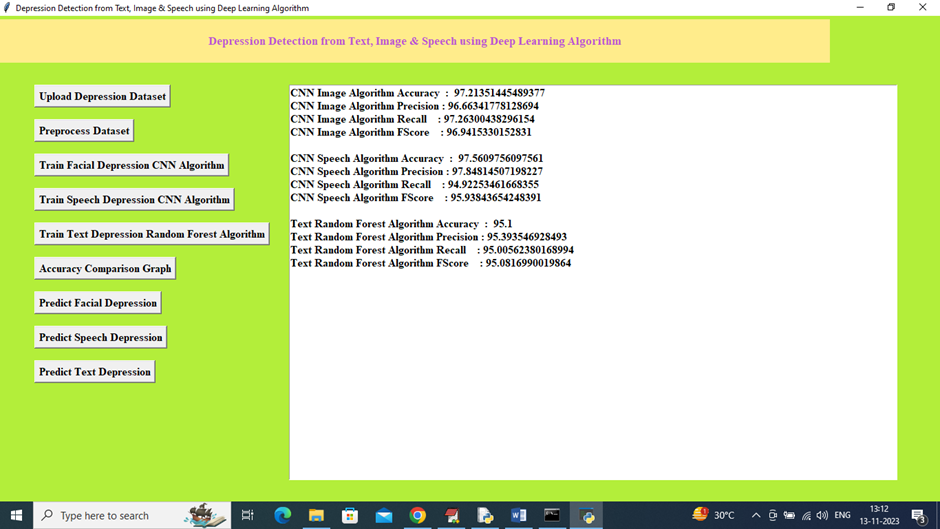 Depression Detection from Text, Image & Speech using Deep Learning Algorithm
Depression Detection from Text, Image & Speech using Deep Learning Algorithm
Upload Depression Dataset
Preprocess Dataset
Train Facial Depression CNN Algorithm
Train Speech Depression CNN Algorithm
Train Text Depression Random Forest Algorithm
Accuracy Comparison Graph
Predict Facial Depression
Predict Speech Depression
Predict Text Depression
CNN Image Algorithm Accuracy : 97.21351445489377
CNN Image Algorithm Precision : 96.66341778128694
CNN Image Algorithm Recall : 97.26300438296154
CNN Image Algorithm FScore : 96.9415330152831
CNN Speech Algorithm Accuracy : 97.5609756097561
CNN Speech Algorithm Precision : 97.84814507198227
CNN Speech Algorithm Recall : 94.92253461668355
CNN Speech Algorithm FScore : 95.93843654248391
Text Random Forest Algorithm Accuracy : 95.1
Text Random Forest Algorithm Precision : 95.393546928493
Text Random Forest Algorithm Recall : 95.00562380168994
Text Random Forest Algorithm FScore : 95.0816990019864
Type here to search
30°C
ENG
13:12
13-11-2023
3